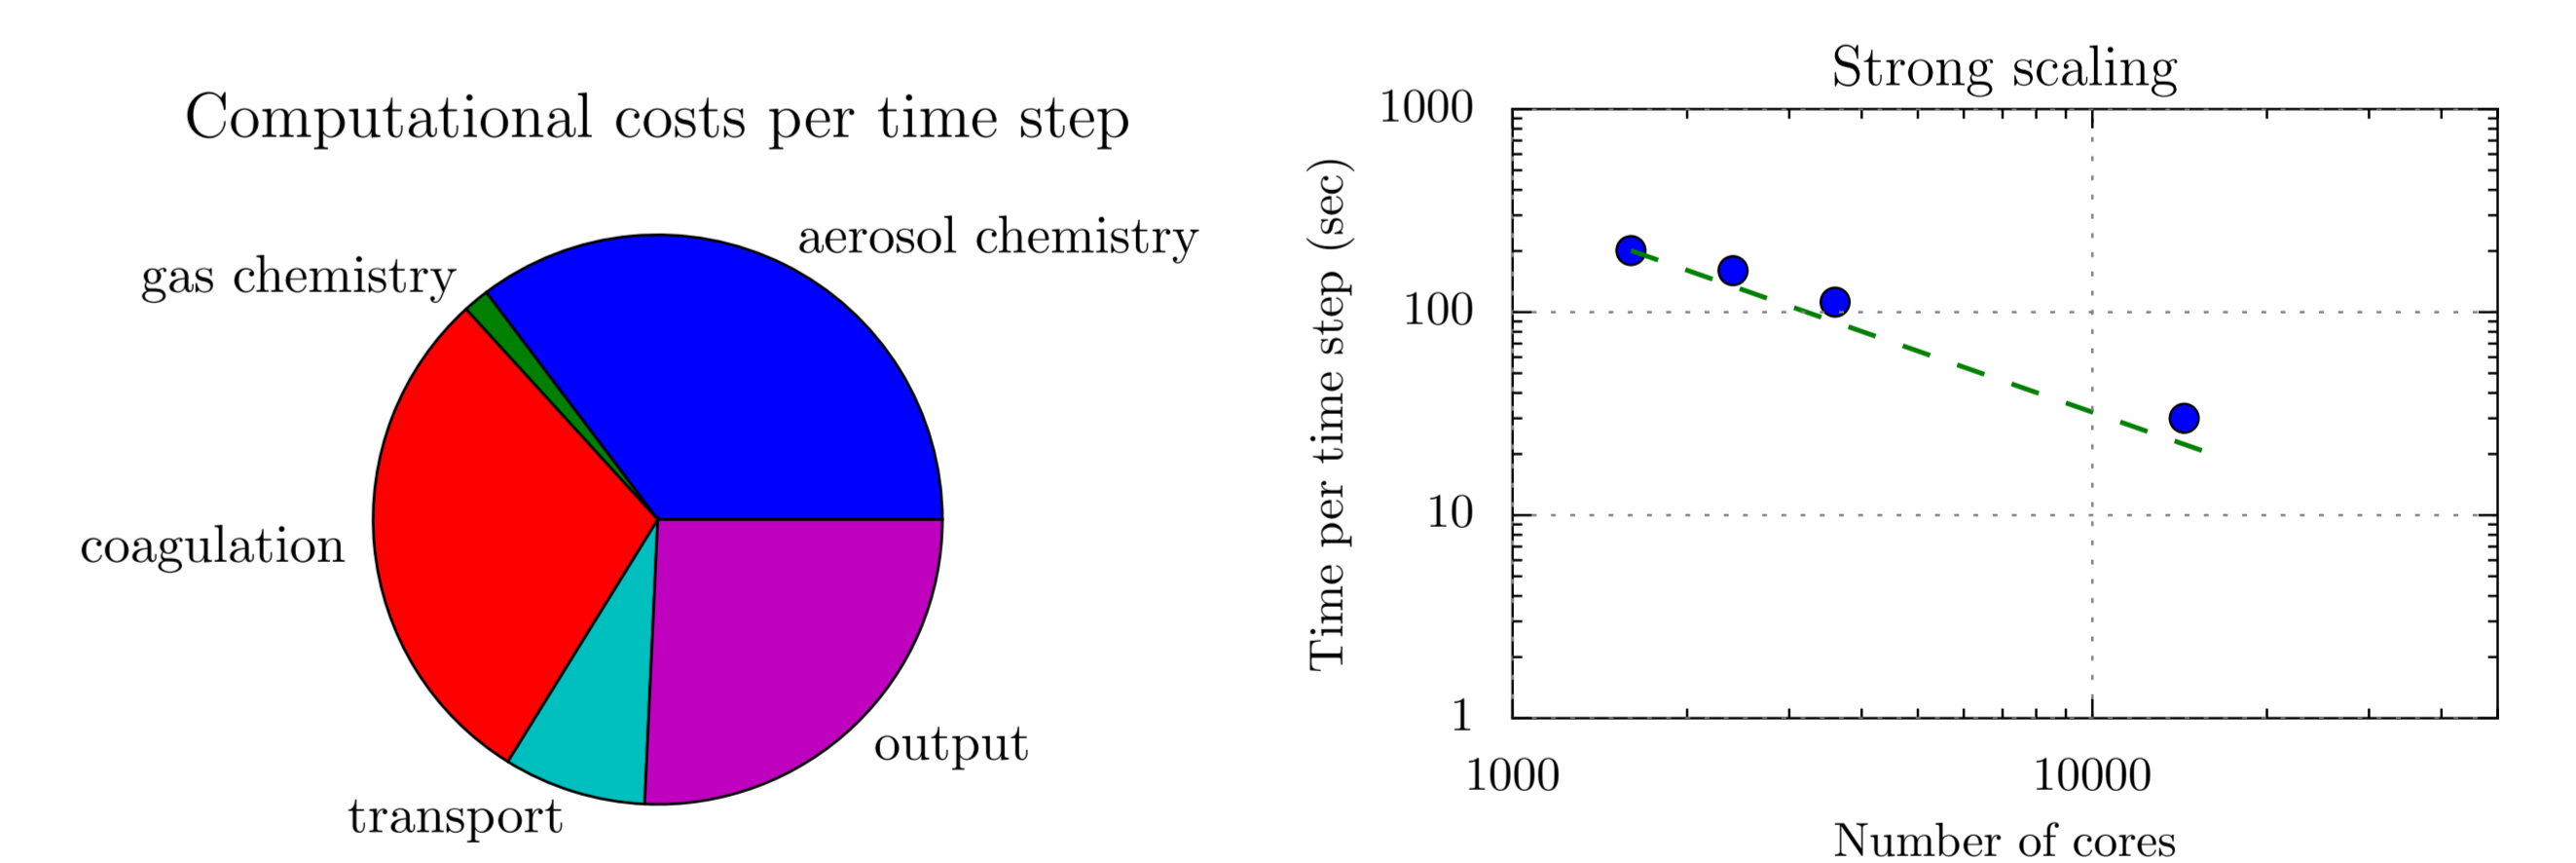 Computational costs per time step
aerosol chemistry
gas chemistry
coagulation
transport
output
Strong scaling
Time per time step (sec)
1000
100
10
1
1000
10000
Number of cores